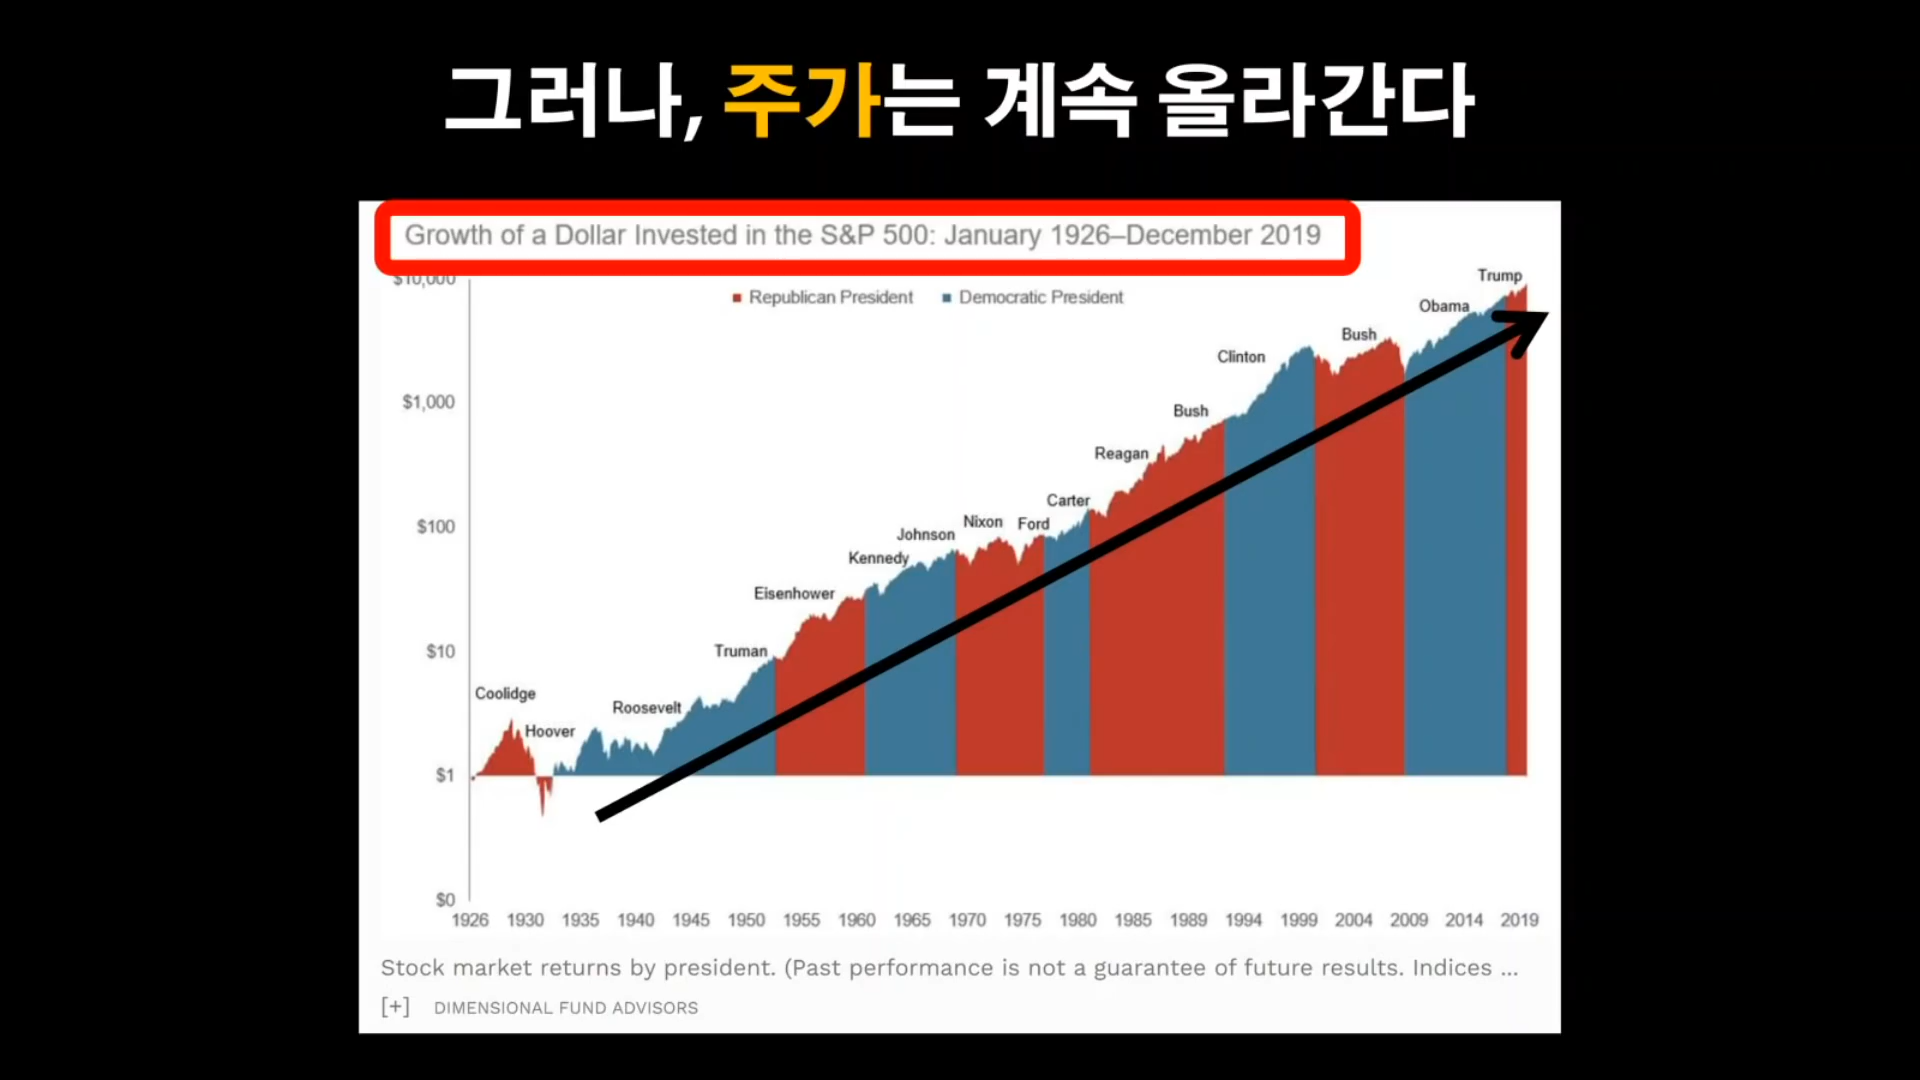 그러나, 주가는 계속 올라간다
Growth of a Dollar Invested in the S&P 500: January 1926–December 2019
$10,000
Republican President
Democratic President
Trump
Obama
Bush
Clinton
$1,000
Bush
Reagan
Carter
$100
Nixon
Ford
Johnson
Kennedy
Eisenhower
$10
Truman
Coolidge
Roosevelt
Hoover
$1
$0
1926 1930 1935 1940 1945 1950 1955 1960 1965 1970 1975 1980 1985 1989 1994 1999 2004 2009 2014 2019
Stock market returns by president. (Past performance is not a guarantee of future results. Indices ...
[+] DIMENSIONAL FUND ADVISORS